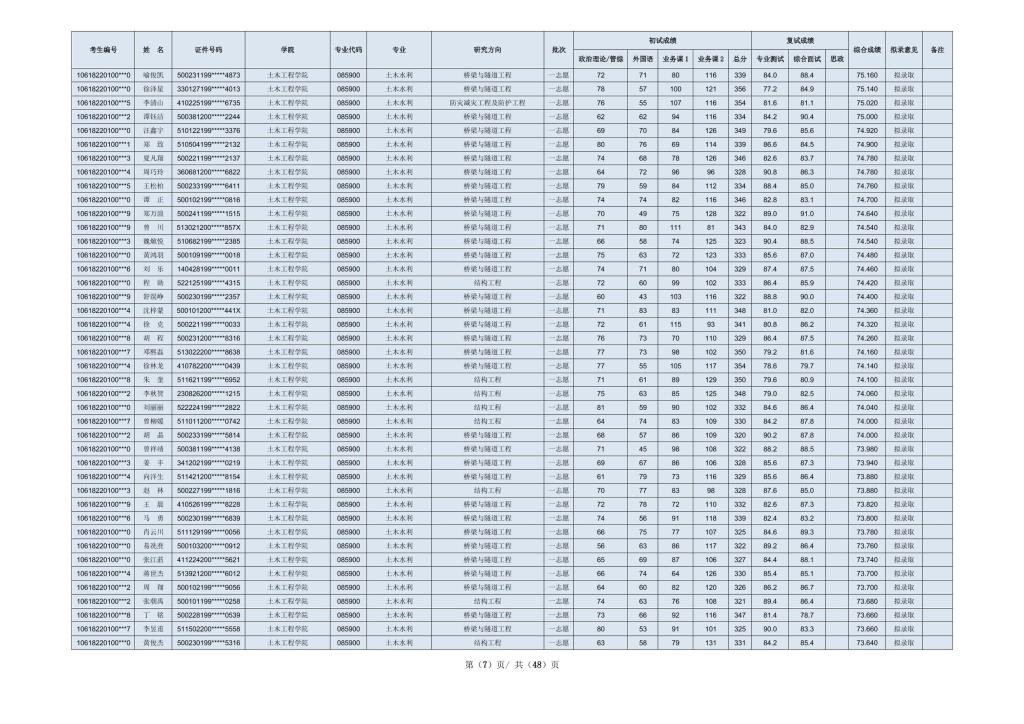 初试成绩 复试成绩
考生编号 姓 名 证件号码 学院 专业代码 专业 研究方向 批次 政治理论/管综 外国语 业务课1 业务课2 总分 专业测试 综合面试 思政 综合成绩 拟录意见 备注
10618220100***0 喻俊凯 500231199*****4873 土木工程学院 085900 土木水利 桥梁与隧道工程 一志愿 72 71 80 116 339 84.0 88.4 75.160 拟录取
10618220100***0 徐泽星 330127199*****4013 土木工程学院 085900 土木水利 桥梁与隧道工程 一志愿 78 57 100 121 356 77.2 84.9 75.140 拟录取
10618220100***5 李清山 410225199*****6735 土木工程学院 085900 土木水利 防灾减灾工程及防护工程 一志愿 76 55 107 116 354 81.6 81.1 75.020 拟录取
10618220100***2 谭钰洁 500381200*****2244 土木工程学院 085900 土木水利 桥梁与隧道工程 一志愿 62 62 94 116 334 84.2 90.4 75.000 拟录取
10618220100***0 汪鑫宇 510122199*****3376 土木工程学院 085900 土木水利 桥梁与隧道工程 一志愿 69 70 84 126 349 79.6 85.6 74.920 拟录取
10618220100***1 郑 致 510504199*****2132 土木工程学院 085900 土木水利 桥梁与隧道工程 一志愿 80 76 69 114 339 86.6 84.5 74.900 拟录取
10618220100***3 夏凡翔 500221199*****2137 土木工程学院 085900 土木水利 桥梁与隧道工程 一志愿 74 68 78 126 346 82.6 83.7 74.780 拟录取
10618220100***4 周巧玲 360681200*****6822 土木工程学院 085900 土木水利 桥梁与隧道工程 一志愿 64 72 96 96 328 90.8 86.3 74.780 拟录取
10618220100***5 王松柏 500233199*****6411 土木工程学院 085900 土木水利 桥梁与隧道工程 一志愿 79 59 84 112 334 88.4 85.0 74.760 拟录取
10618220100***0 谭 正 500102199*****0816 土木工程学院 085900 土木水利 桥梁与隧道工程 一志愿 74 74 82 116 346 82.8 83.1 74.700 拟录取
10618220100***9 郑万浪 500241199*****1515 土木工程学院 085900 土木水利 桥梁与隧道工程 一志愿 70 49 75 128 322 89.0 91.0 74.640 拟录取
10618220100***9 曾 川 513021200*****857X 土木工程学院 085900 土木水利 桥梁与隧道工程 一志愿 71 80 111 81 343 84.0 82.9 74.540 拟录取
10618220100***3 魏毓悦 510682199*****2385 土木工程学院 085900 土木水利 桥梁与隧道工程 一志愿 66 58 74 125 323 90.4 88.5 74.540 拟录取
10618220100***0 黄鸿羽 500109199*****0018 土木工程学院 085900 土木水利 桥梁与隧道工程 一志愿 75 63 72 123 333 85.6 87.0 74.480 拟录取
10618220100***6 刘 乐 140428199*****0011 土木工程学院 085900 土木水利 桥梁与隧道工程 一志愿 74 71 80 104 329 87.4 87.5 74.460 拟录取
10618220100***0 程 勋 522125199*****4315 土木工程学院 085900 土木水利 结构工程 一志愿 72 60 99 102 333 86.4 85.9 74.420 拟录取
10618220100***9 舒琨峥 500230199*****2357 土木工程学院 085900 土木水利 桥梁与隧道工程 一志愿 60 43 103 116 322 88.8 90.0 74.400 拟录取
10618220100***4 沈梓蒙 500101200*****441X 土木工程学院 085900 土木水利 桥梁与隧道工程 一志愿 71 83 83 111 348 81.0 82.0 74.360 拟录取
10618220100***4 徐 克 500221199*****0033 土木工程学院 085900 土木水利 桥梁与隧道工程 一志愿 72 61 115 93 341 80.8 86.2 74.320 拟录取
10618220100***8 胡 程 500231200*****8316 土木工程学院 085900 土木水利 桥梁与隧道工程 一志愿 76 73 70 110 329 86.4 87.5 74.260 拟录取
10618220100***7 邓熙磊 513022200*****8638 土木工程学院 085900 土木水利 桥梁与隧道工程 一志愿 77 73 98 102 350 79.2 81.6 74.160 拟录取
10618220100***4 徐林龙 410782200*****0439 土木工程学院 085900 土木水利 桥梁与隧道工程 一志愿 77 55 105 117 354 78.6 79.7 74.140 拟录取
10618220100***8 朱 奎 511621199*****6952 土木工程学院 085900 土木水利 结构工程 一志愿 71 61 89 129 350 79.6 80.9 74.100 拟录取
10618220100***2 李秋贺 230826200*****1215 土木工程学院 085900 土木水利 结构工程 一志愿 75 63 85 125 348 79.0 82.5 74.060 拟录取
10618220100***0 刘丽丽 522224199*****2822 土木工程学院 085900 土木水利 结构工程 一志愿 81 59 90 102 332 84.6 86.4 74.040 拟录取
10618220100***7 曾柳媛 511011200*****0742 土木工程学院 085900 土木水利 结构工程 一志愿 64 74 83 109 330 84.2 87.8 74.000 拟录取
10618220100***2 胡 晶 500233199*****5814 土木工程学院 085900 土木水利 桥梁与隧道工程 一志愿 68 57 86 109 320 90.2 87.8 74.000 拟录取
10618220100***0 曾祥靖 500381199*****4138 土木工程学院 085900 土木水利 桥梁与隧道工程 一志愿 71 45 98 108 322 88.2 88.5 73.980 拟录取
10618220100***3 姜 丰 341202199*****0219 土木工程学院 085900 土木水利 桥梁与隧道工程 一志愿 69 67 86 106 328 85.6 87.3 73.940 拟录取
10618220100***4 向泽生 511421200*****8154 土木工程学院 085900 土木水利 桥梁与隧道工程 一志愿 61 79 73 116 329 85.4 86.4 73.880 拟录取
10618220100***3 赵 林 500227199*****1816 土木工程学院 085900 土木水利 结构工程 一志愿 70 77 83 98 328 87.6 85.0 73.880 拟录取
10618220100***9 王 晨 410526199*****8228 土木工程学院 085900 土木水利 桥梁与隧道工程 一志愿 72 78 72 110 332 82.6 87.3 73.820 拟录取
10618220100***6 马 勇 500230199*****6839 土木工程学院 085900 土木水利 桥梁与隧道工程 一志愿 74 56 91 118 339 82.4 83.2 73.800 拟录取
10618220100***0 肖云川 511129199*****0056 土木工程学院 085900 土木水利 桥梁与隧道工程 一志愿 66 75 77 107 325 84.6 89.3 73.780 拟录取
10618220100***0 易洸兖 500103200*****0912 土木工程学院 085900 土木水利 桥梁与隧道工程 一志愿 56 63 86 117 322 89.2 86.4 73.760 拟录取
10618220100***0 张江茹 411224200*****5621 土木工程学院 085900 土木水利 桥梁与隧道工程 一志愿 65 69 87 106 327 84.4 88.1 73.740 拟录取
10618220100***4 蒋世杰 513921200*****6012 土木工程学院 085900 土木水利 桥梁与隧道工程 一志愿 66 74 64 126 330 85.4 85.1 73.700 拟录取
10618220100***2 周 翔 500102199*****9056 土木工程学院 085900 土木水利 桥梁与隧道工程 一志愿 64 60 82 120 326 86.2 86.7 73.700 拟录取
10618220100***2 张朝禹 500101199*****0258 土木工程学院 085900 土木水利 结构工程 一志愿 74 63 76 108 321 89.4 86.4 73.680 拟录取
10618220100***8 丁 铭 500228199*****0539 土木工程学院 085900 土木水利 桥梁与隧道工程 一志愿 73 66 92 116 347 81.4 78.7 73.660 拟录取
10618220100***7 李昱甫 511502200*****5558 土木工程学院 085900 土木水利 桥梁与隧道工程 一志愿 80 53 91 101 325 90.0 83.3 73.660 拟录取
10618220100***0 黄俊杰 500230199*****5316 土木工程学院 085900 土木水利 结构工程 一志愿 63 58 79 131 331 84.2 85.4 73.640 拟录取
第（7）页/ 共（48）页